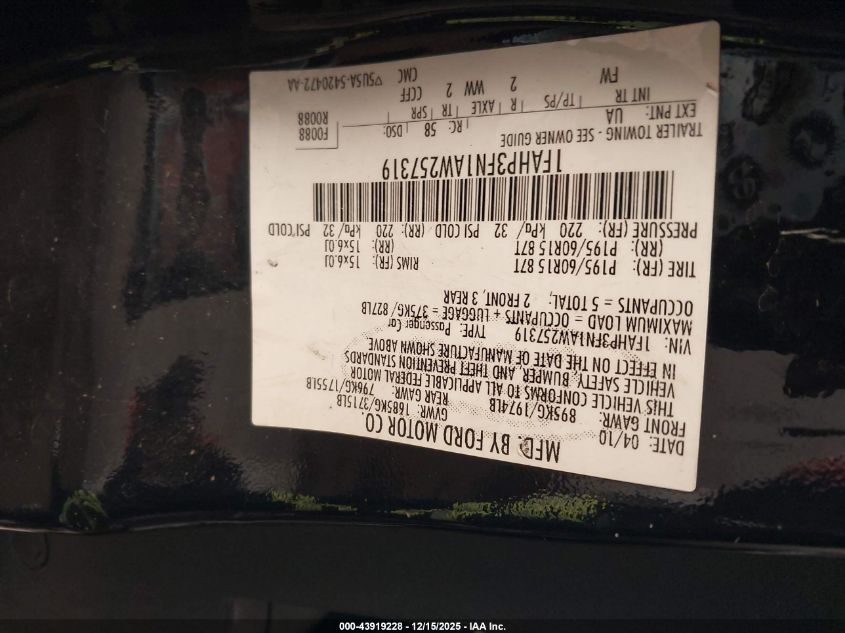 MFD. BY FORD MOTOR CO.
DATE: 04/10 GVWR: 1685KG/3715LB
FRONT GAWR: REAR GAWR:
895KG/1974LB 796KG/1755LB
THIS VEHICLE CONFORMS TO ALL APPLICABLE FEDERAL MOTOR
VEHICLE SAFETY, BUMPER, AND THEFT PREVENTION STANDARDS
IN EFFECT ON THE DATE OF MANUFACTURE SHOWN ABOVE
VIN: 1FAHP3FN1AW257319 TYPE: Passenger Car
MAXIMUM LOAD = OCCUPANTS + LUGGAGE = 375KG/827LB
OCCUPANTS = 5 TOTAL; 2 FRONT, 3 REAR
TIRE (FR): P195/60R15 87T RIMS (FR): 15x6.0J
(RR): P195/60R15 87T (RR): 15x6.0J
PRESSURE (FR): 220 kPa/ 32 PSI COLD (RR): 220 kPa/ 32 PSI COLD
1FAHP3FN1AW257319
TRAILER TOWING - SEE OWNER GUIDE
EXT PNT: UA RC: 58 DSO: F0088
R0088
INT TR TP/PS R AXLE TR SPR
FW 2 WW 2 CCFF
CMC
▽5U5A-5420472-AA
000-43919228 - 12/15/2025 - IAA Inc.